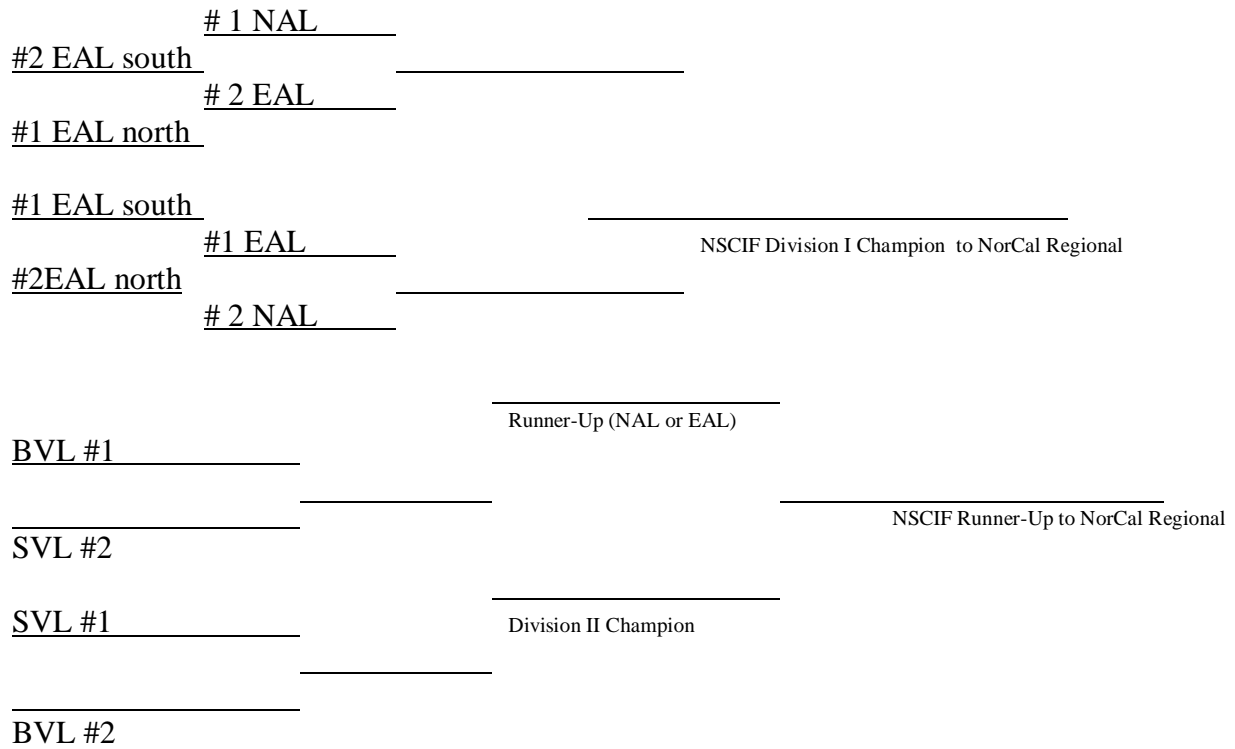 # 1 NAL
#2 EAL south
# 2 EAL
#1 EAL north
#1 EAL south
#1 EAL
NSCIF Division I Champion to NorCal Regional
#2EAL north
# 2 NAL
Runner-Up (NAL or EAL)
BVL #1
NSCIF Runner-Up to NorCal Regional
SVL #2
SVL #1
Division II Champion
BVL #2